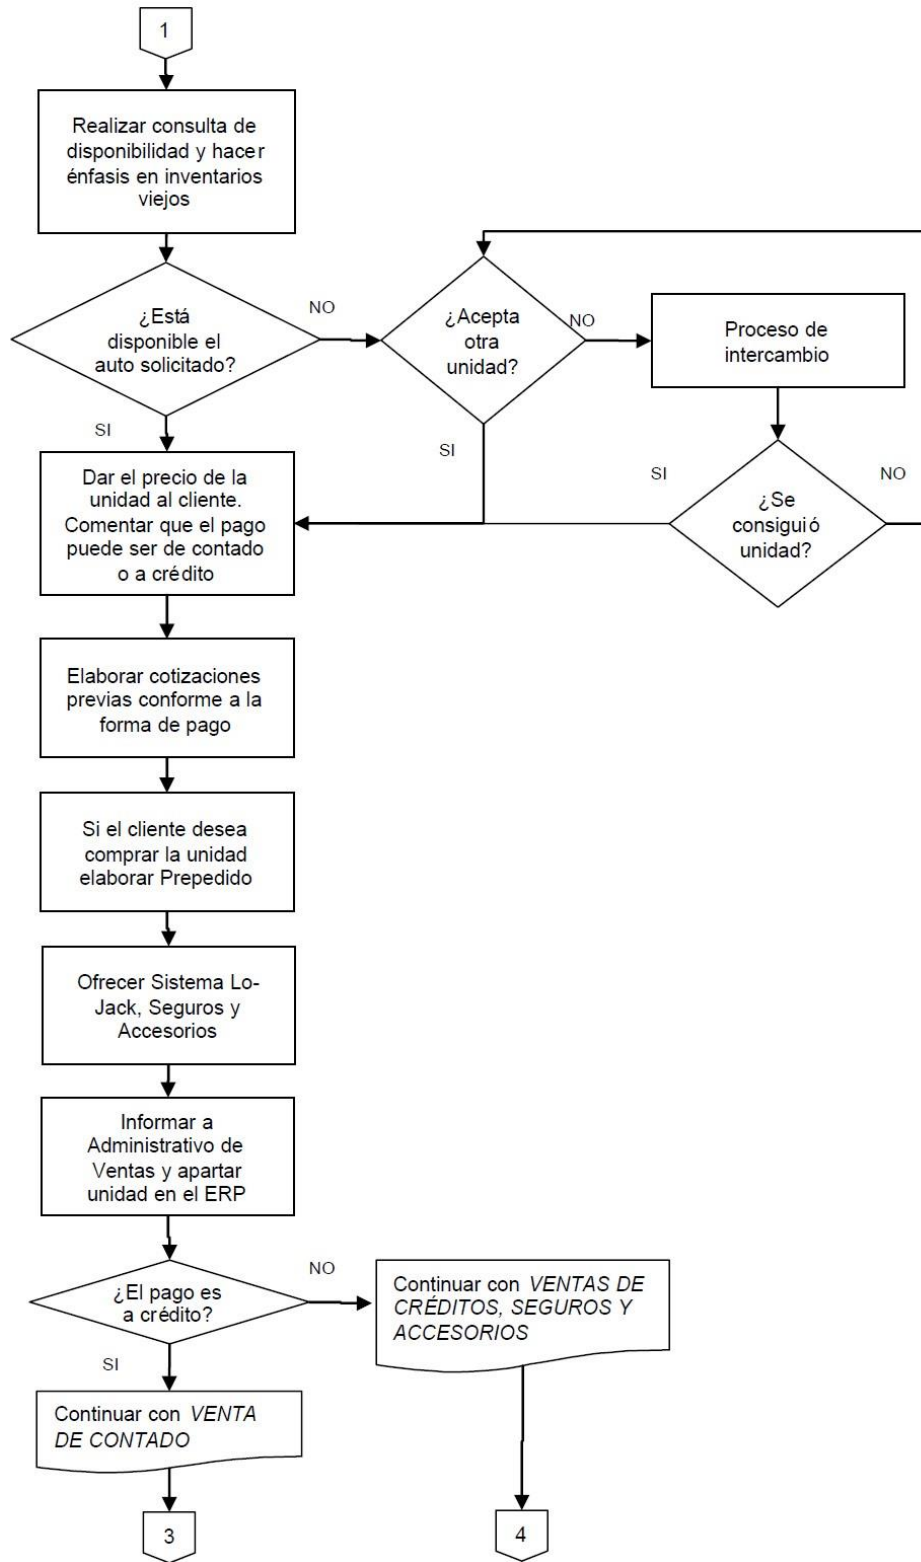 1
Realizar consulta de
disponibilidad y hacer
énfasis en inventarios
viejos
¿Está
disponible el
auto solicitado?
NO
¿Acepta
otra
unidad?
NO
Proceso de
intercambio
SI
SI
SI
NO
Dar el precio de la
unidad al cliente.
Comentar que el pago
puede ser de contado
o a crédito
¿Se
consiguió
unidad?
Elaborar cotizaciones
previas conforme a la
forma de pago
Si el cliente desea
comprar la unidad
elaborar Prepedido
Ofrecer Sistema Lo-
Jack, Seguros y
Accesorios
Informar a
Administrativo de
Ventas y apartar
unidad en el ERP
¿El pago es
a crédito?
NO
Continuar con VENTAS DE
CRÉDITOS, SEGUROS Y
ACCESORIOS
SI
Continuar con VENTA
DE CONTADO
3
4